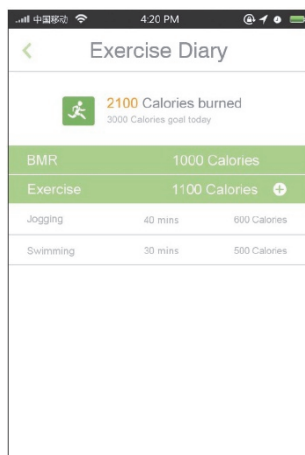 中国移动 4:20 PM
Exercise Diary
2100 Calories burned
3000 Calories goal today
BMR 1000 Calories
Exercise 1100 Calories
Jogging 40 mins 600 Calories
Swimming 30 mins 500 Calories